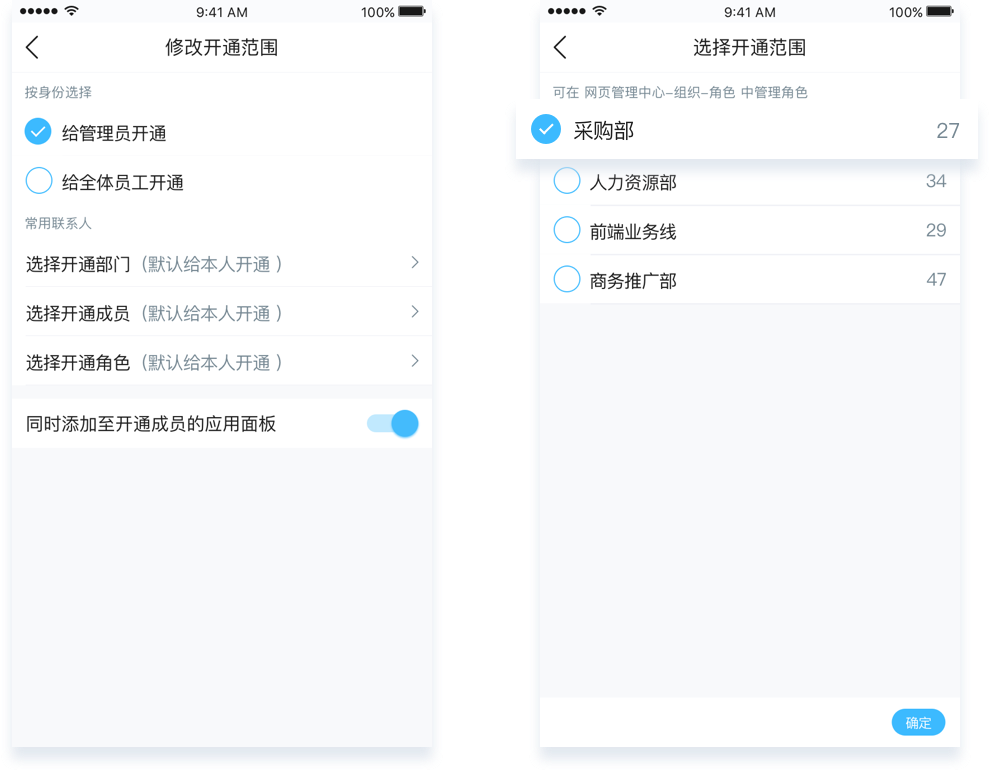 9:41 AM
100%
修改开通范围
按身份选择
给管理员开通
给全体员工开通
常用联系人
选择开通部门（默认给本人开通 ）
选择开通成员（默认给本人开通 ）
选择开通角色（默认给本人开通 ）
同时添加至开通成员的应用面板
9:41 AM
100%
选择开通范围
可在 网页管理中心–组织–角色 中管理角色
采购部 27
人力资源部 34
前端业务线 29
商务推广部 47
确定